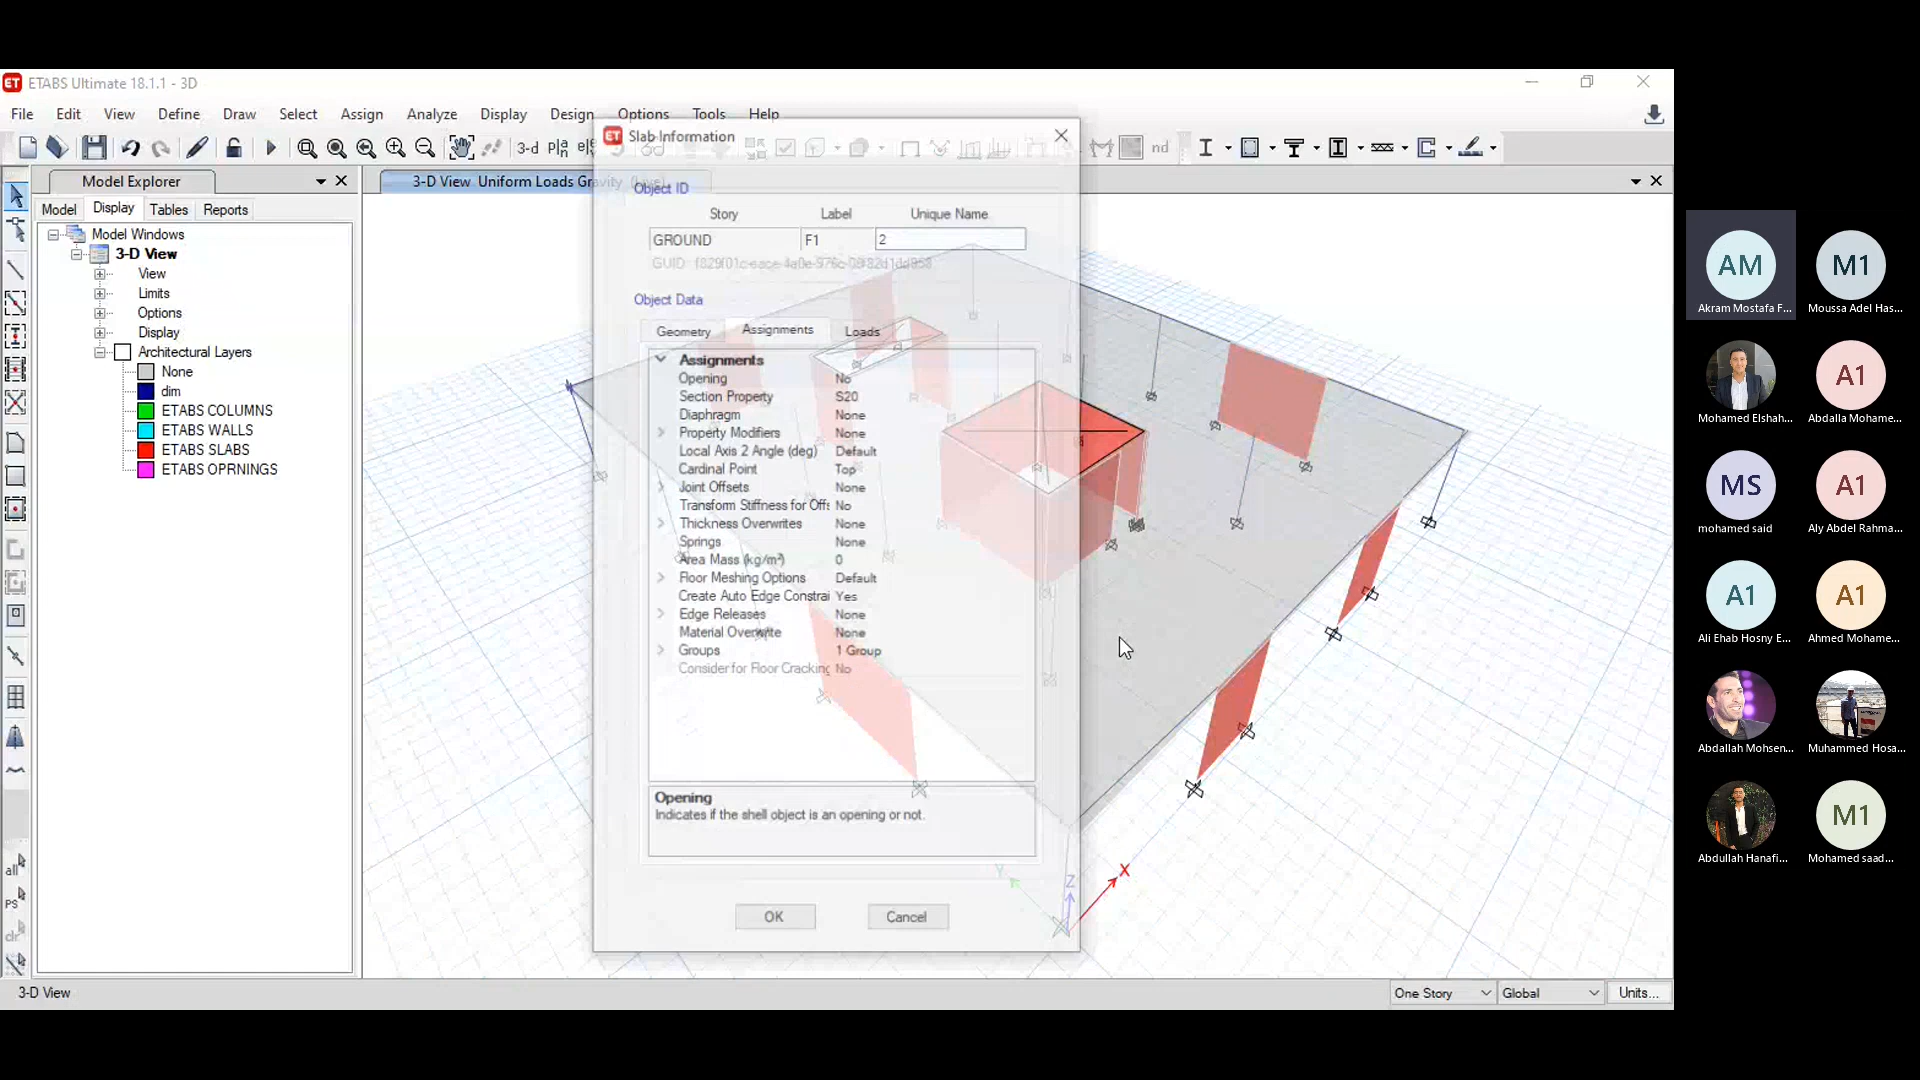 ETABS Ultimate 18.1.1 - 3D
File Edit View Define Draw Select Assign Analyze Display Design Options Tools Help
3-d
nd
Model Explorer
3-D View Uniform Loads Gravity
Model Display Tables Reports
Model Windows
3-D View
View
Limits
Options
Display
Architectural Layers
None
dim
ETABS COLUMNS
ETABS WALLS
ETABS SLABS
ETABS OPRNINGS
all
PS
clr
Slab Information
Object ID
Story Label Unique Name
GROUND F1 2
Object Data
Geometry Assignments Loads
Assignments
Opening No
Section Property S20
Diaphragm None
Property Modifiers None
Local Axis 2 Angle (deg) Default
Cardinal Point Top
Joint Offsets None
Transform Stiffness for Offs No
Thickness Overwrites None
Springs None
Area Mass (kg/m²) 0
Floor Meshing Options Default
Create Auto Edge Constrai Yes
Edge Releases None
Material Overwrite None
Groups 1 Group
Consider for Floor Cracking No
Opening
Indicates if the shell object is an opening or not.
OK Cancel
Y Z X
3-D View
One Story Global Units...
AM
Akram Mostafa F...
M1
Moussa Adel Has...
Mohamed Elshah...
A1
Abdalla Mohame...
MS
mohamed said
A1
Aly Abdel Rahma...
A1
Ali Ehab Hosny E...
A1
Ahmed Mohame...
Abdallah Mohsen...
Muhammed Hosa...
Abdullah Hanafi...
M1
Mohamed saad...